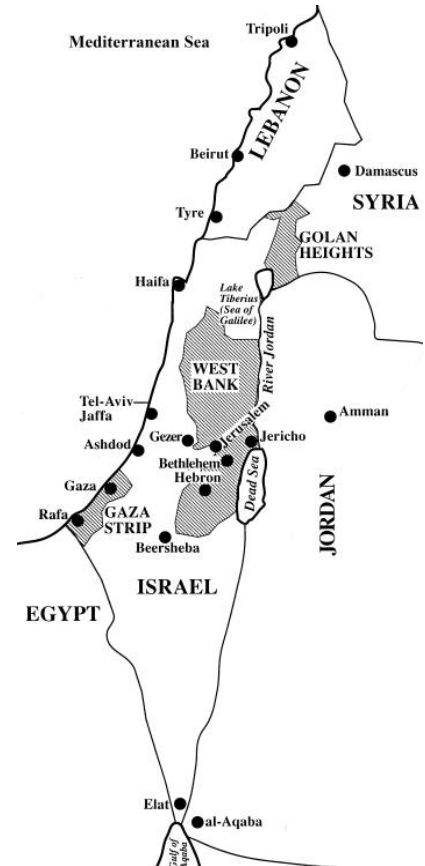 Tripoli
Mediterranean Sea
LEBANON
Beirut
Damascus
SYRIA
Tyre
GOLAN
HEIGHTS
Haifa
Lake
Tiberius
(Sea of
Galilee)
River Jordan
WEST
BANK
Tel-Aviv
Jaffa
Amman
Gezer
Jerusalem
Jericho
Ashdod
Bethlehem
Hebron
Dead Sea
Gaza
GAZA
STRIP
Rafa
JORDAN
Beersheba
ISRAEL
EGYPT
Elat
al-Aqaba
Gulf of
Aqaba